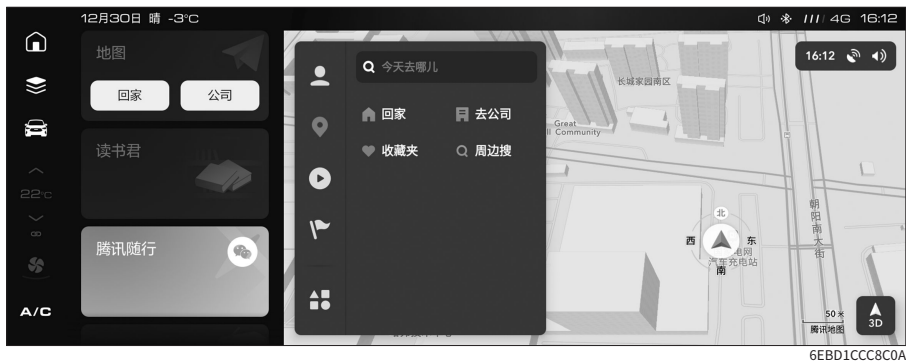 12月30日 晴 -3°C
4G 16:12
地图
回家 公司
读书君
22°C
腾讯随行
A/C
今天去哪儿
回家 去公司
收藏夹 周边搜
16:12
长城家园南区
Great
ll Community
朝阳南大街
北
西 东
南
电网
汽车充电站
50米
腾讯地图
3D
6EBD1CCC8C0A